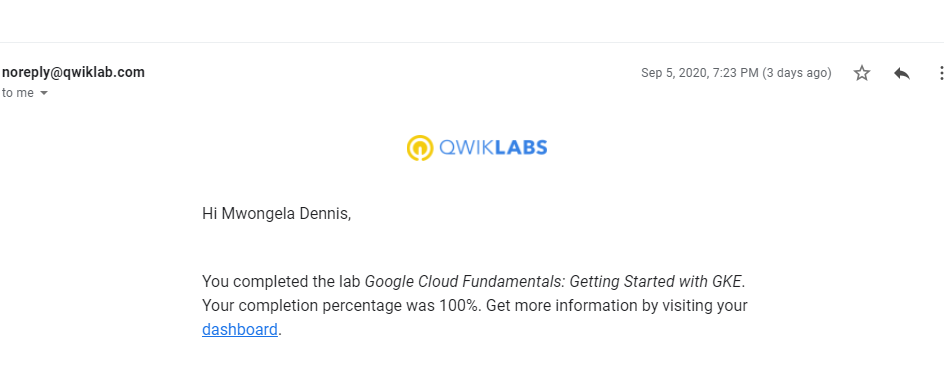 noreply@qwiklab.com
Sep 5, 2020, 7:23 PM (3 days ago)
to me
QWIKLABS
Hi Mwongela Dennis,
You completed the lab Google Cloud Fundamentals: Getting Started with GKE.
Your completion percentage was 100%. Get more information by visiting your
dashboard.